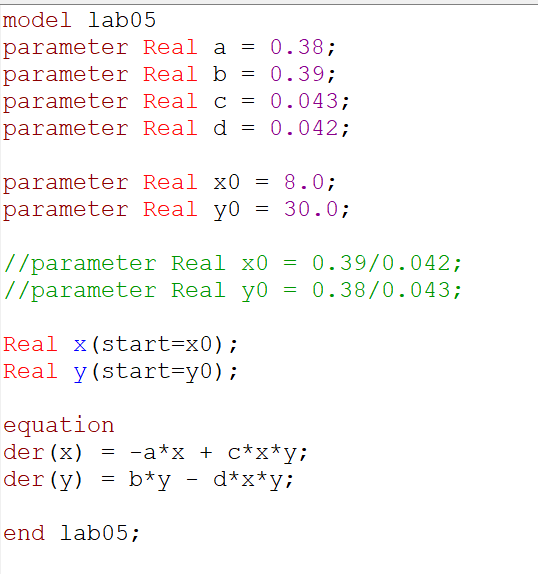 model lab05
parameter Real a = 0.38;
parameter Real b = 0.39;
parameter Real c = 0.043;
parameter Real d = 0.042;
parameter Real x0 = 8.0;
parameter Real y0 = 30.0;
//parameter Real x0 = 0.39/0.042;
//parameter Real y0 = 0.38/0.043;
Real x(start=x0);
Real y(start=y0);
equation
der(x) = -a*x + c*x*y;
der(y) = b*y - d*x*y;
end lab05;